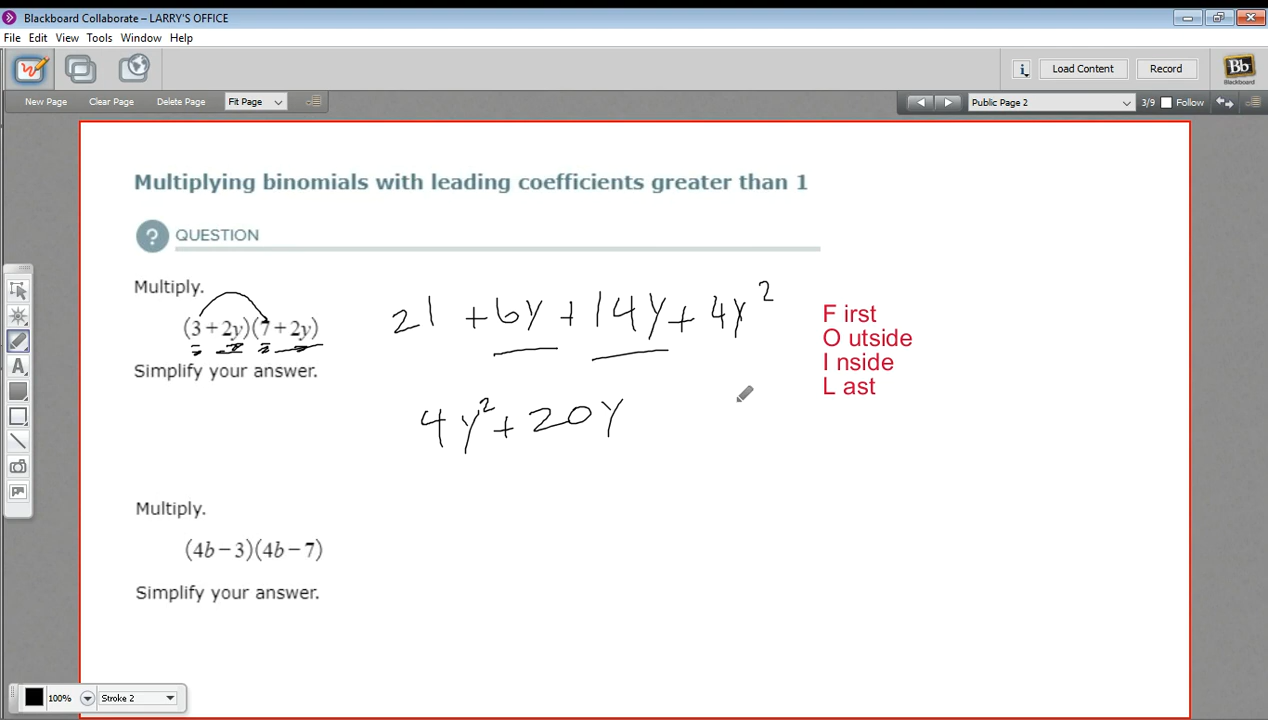 Blackboard Collaborate – LARRY'S OFFICE
File Edit View Tools Window Help
Load Content Record Bb Blackboard
New Page Clear Page Delete Page Fit Page Public Page 2 3/9 Follow
Multiplying binomials with leading coefficients greater than 1
? QUESTION
Multiply.
(3 + 2y)(7 + 2y)
Simplify your answer.
21 + 6y + 14y + 4y²
4y² + 20y
F irst
O utside
I nside
L ast
Multiply.
(4b − 3)(4b − 7)
Simplify your answer.
100% Stroke 2